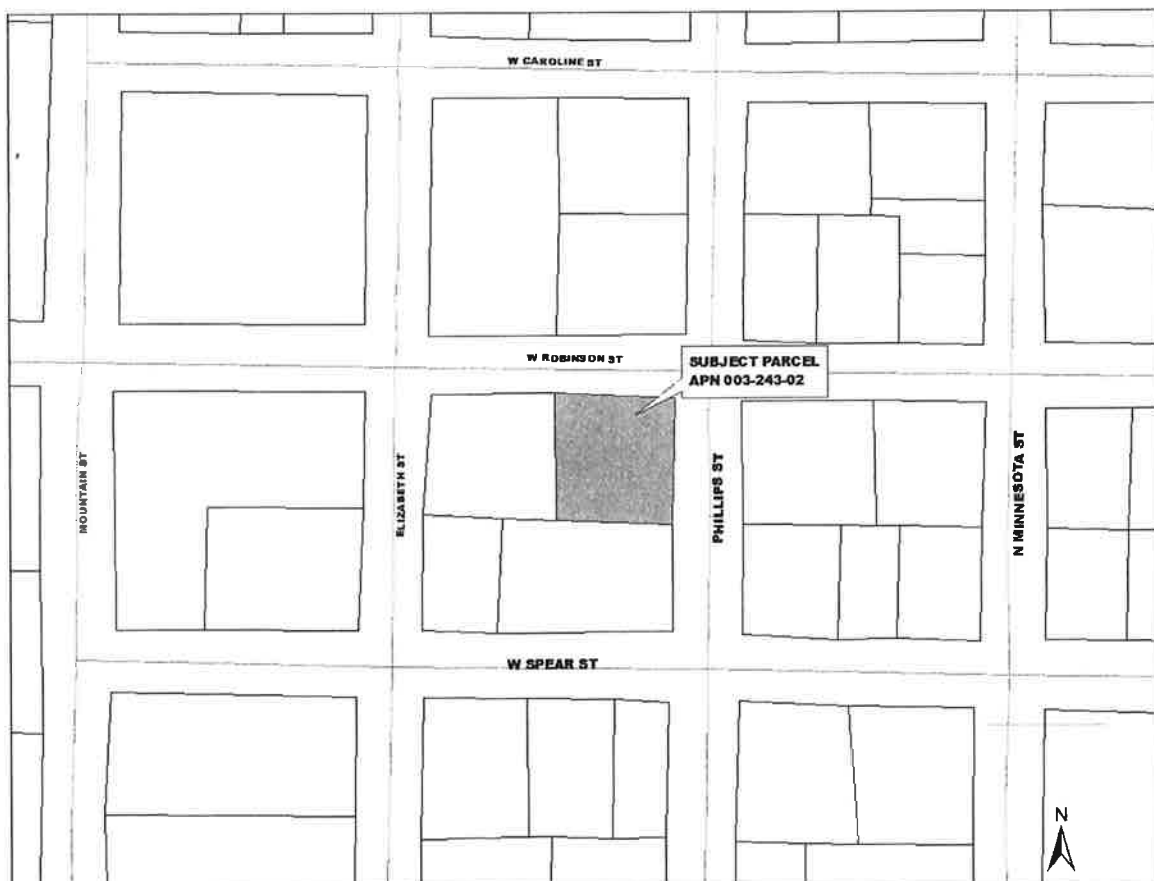 W CAROLINE ST
W ROBINSON ST
SUBJECT PARCEL
APN 003-243-02
MOUNTAIN ST
ELIZABETH ST
PHILLIPS ST
N MINNESOTA ST
W SPEAR ST
N